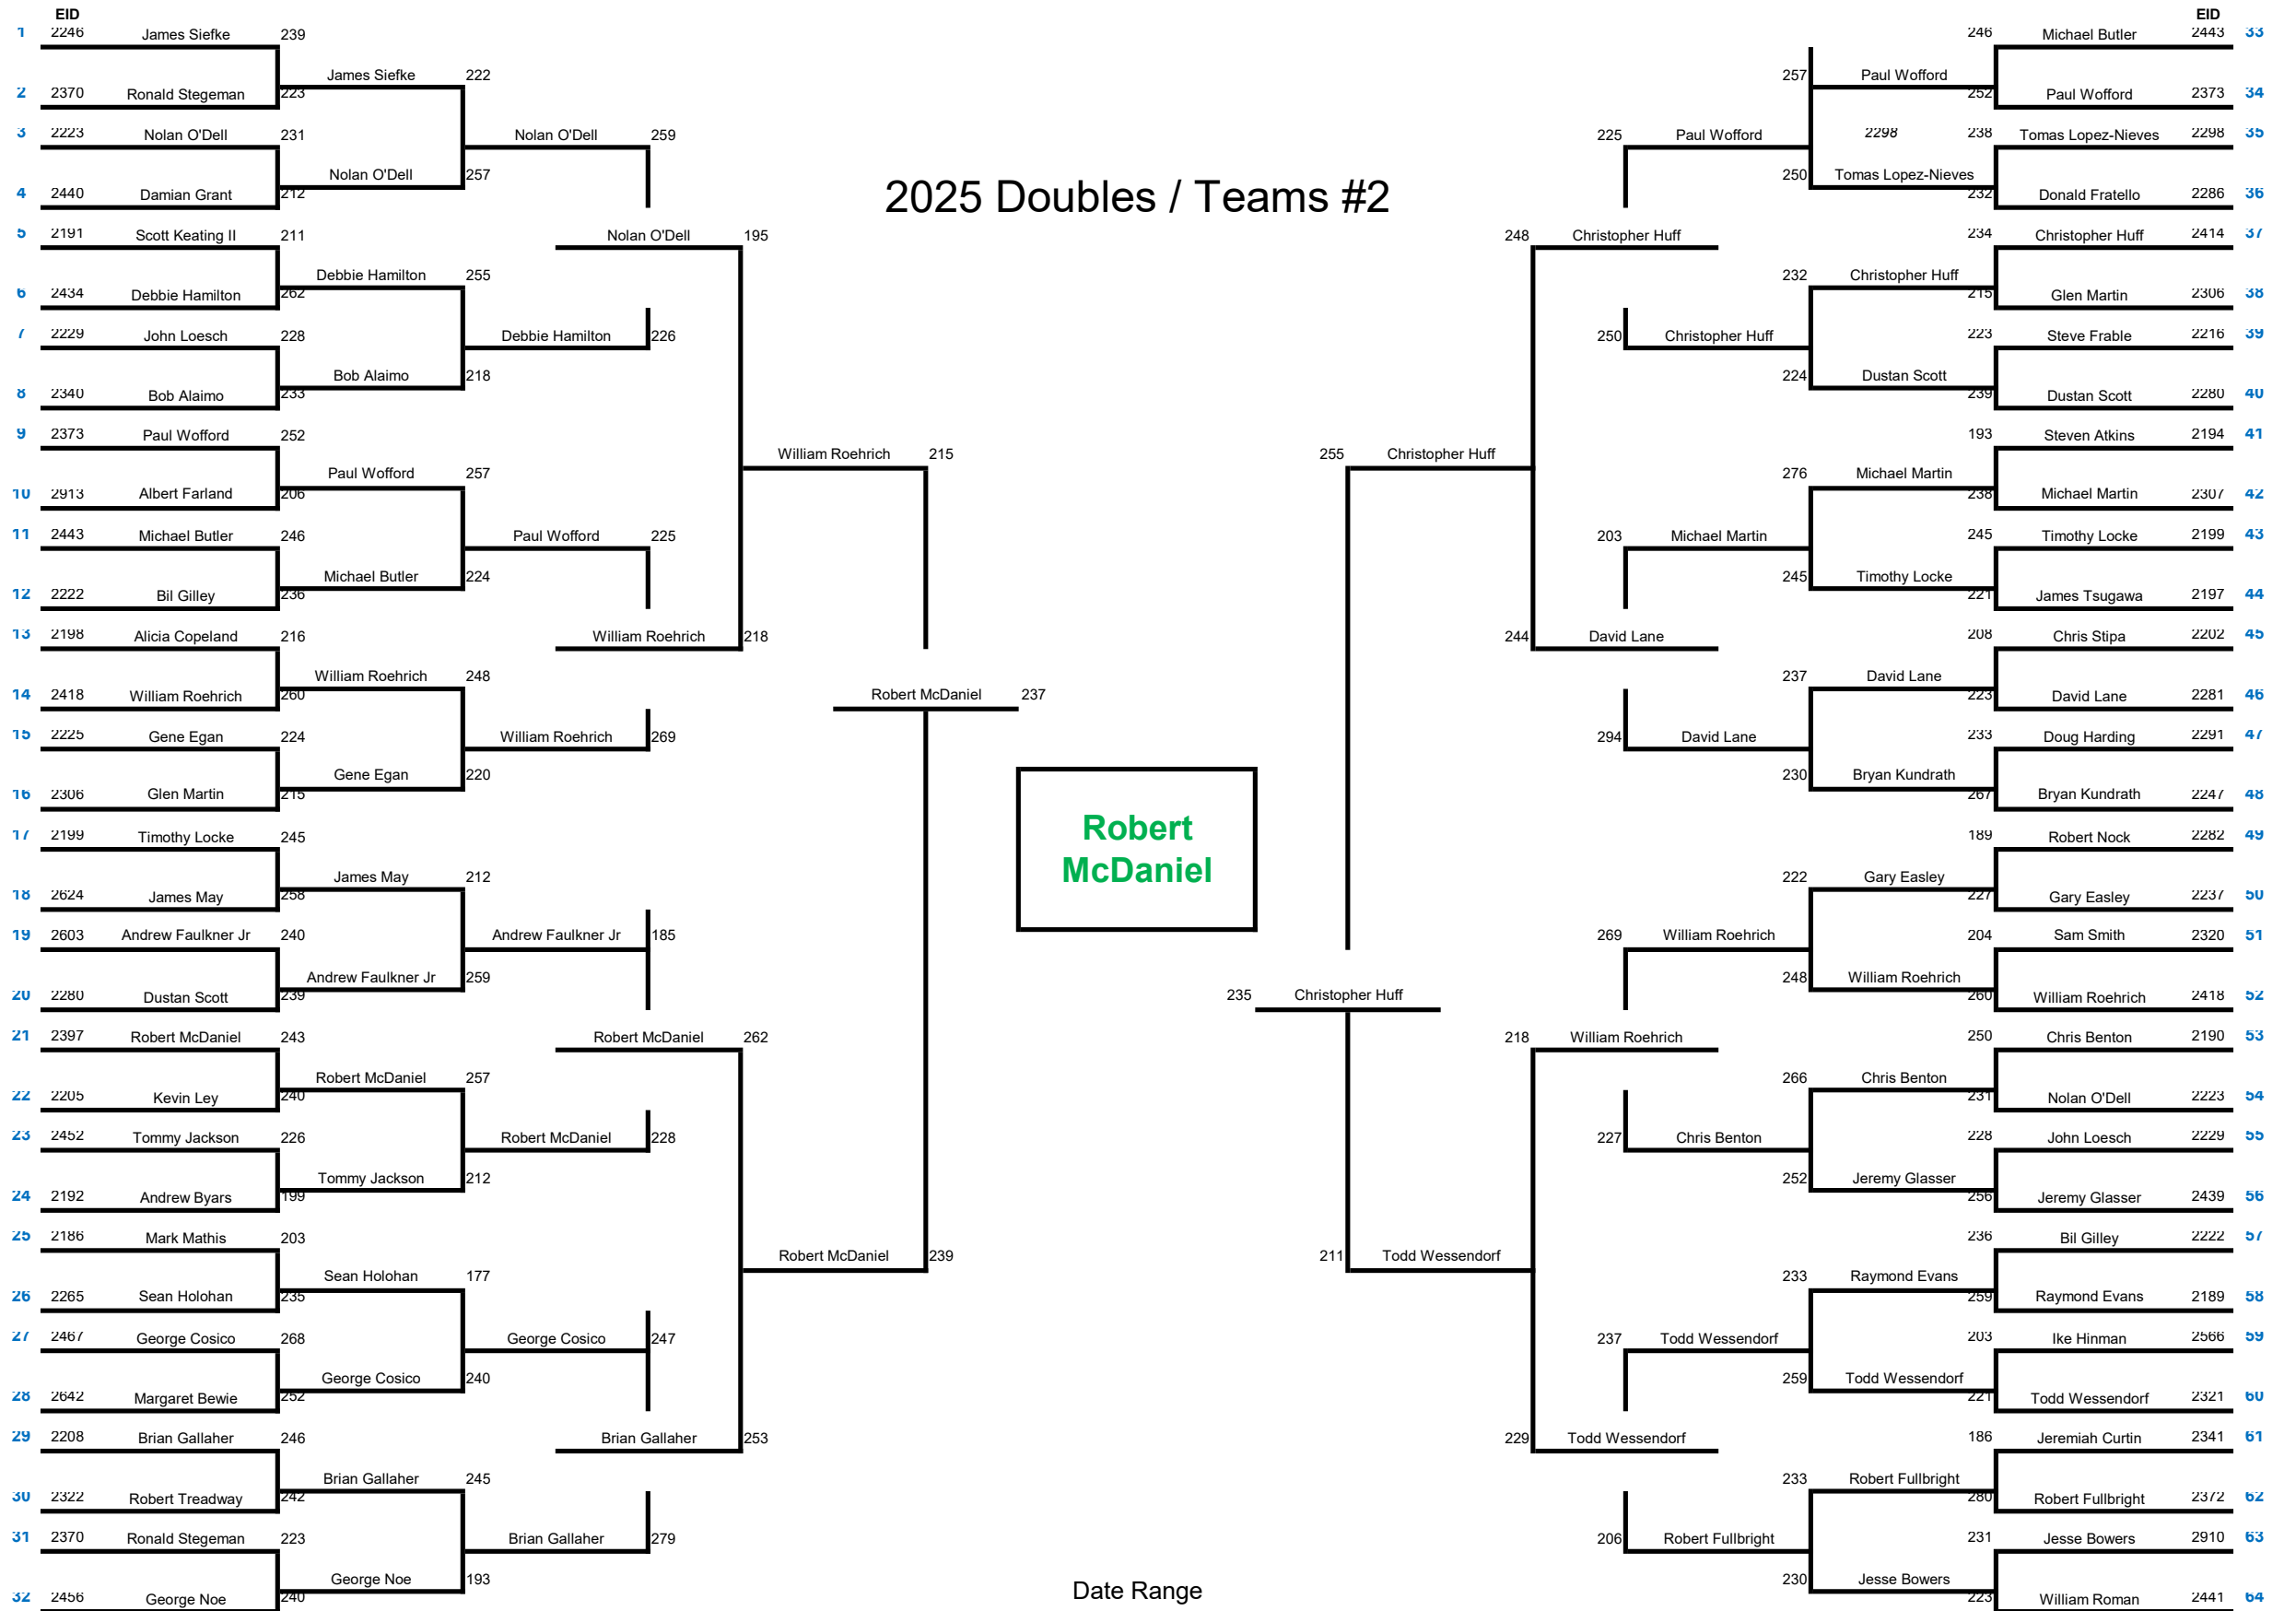 EID
1 2246 James Siefke 239
James Siefke 222
2 2370 Ronald Stegeman 223
3 2223 Nolan O'Dell 231
Nolan O'Dell 259
Nolan O'Dell 257
4 2440 Damian Grant 212
5 2191 Scott Keating II 211
Nolan O'Dell 195
Debbie Hamilton 255
6 2434 Debbie Hamilton 262
7 2229 John Loesch 228
Debbie Hamilton 226
Bob Alaimo 218
8 2340 Bob Alaimo 233
9 2373 Paul Wofford 252
William Roehrich 215
Paul Wofford 257
10 2913 Albert Farland 206
11 2443 Michael Butler 246
Paul Wofford 225
Michael Butler 224
12 2222 Bil Gilley 236
13 2198 Alicia Copeland 216
William Roehrich 218
William Roehrich 248
14 2418 William Roehrich 260
Robert McDaniel 237
15 2225 Gene Egan 224
William Roehrich 269
Gene Egan 220
16 2306 Glen Martin 215
17 2199 Timothy Locke 245
James May 212
18 2624 James May 258
19 2603 Andrew Faulkner Jr 240
Andrew Faulkner Jr 185
Andrew Faulkner Jr 259
20 2280 Dustan Scott 239
21 2397 Robert McDaniel 243
Robert McDaniel 262
Robert McDaniel 257
22 2205 Kevin Ley 240
23 2452 Tommy Jackson 226
Robert McDaniel 228
Tommy Jackson 212
24 2192 Andrew Byars 199
25 2186 Mark Mathis 203
Robert McDaniel 239
Sean Holohan 177
26 2265 Sean Holohan 235
27 2467 George Cosico 268
George Cosico 247
George Cosico 240
28 2642 Margaret Bewie 252
29 2208 Brian Gallaher 246
Brian Gallaher 253
Brian Gallaher 245
30 2322 Robert Treadway 242
31 2370 Ronald Stegeman 223
Brian Gallaher 279
George Noe 193
32 2456 George Noe 240
2025 Doubles / Teams #2
Robert
McDaniel
Date Range
EID
246 Michael Butler 2443 33
257 Paul Wofford
252 Paul Wofford 2373 34
225 Paul Wofford
2298
238 Tomas Lopez-Nieves 2298 35
250 Tomas Lopez-Nieves
232 Donald Fratello 2286 36
248 Christopher Huff
234 Christopher Huff 2414 37
232 Christopher Huff
215 Glen Martin 2306 38
250 Christopher Huff
223 Steve Frable 2216 39
224 Dustan Scott
239 Dustan Scott 2280 40
193 Steven Atkins 2194 41
255 Christopher Huff
276 Michael Martin
238 Michael Martin 2307 42
203 Michael Martin
245 Timothy Locke 2199 43
245 Timothy Locke
221 James Tsugawa 2197 44
244 David Lane
208 Chris Stipa 2202 45
237 David Lane
223 David Lane 2281 46
294 David Lane
233 Doug Harding 2291 47
230 Bryan Kundrath
267 Bryan Kundrath 2247 48
189 Robert Nock 2282 49
222 Gary Easley
227 Gary Easley 2237 50
269 William Roehrich
204 Sam Smith 2320 51
248 William Roehrich
260 William Roehrich 2418 52
235 Christopher Huff
218 William Roehrich
250 Chris Benton 2190 53
266 Chris Benton
231 Nolan O'Dell 2223 54
227 Chris Benton
228 John Loesch 2229 55
252 Jeremy Glasser
256 Jeremy Glasser 2439 56
236 Bil Gilley 2222 57
211 Todd Wessendorf
233 Raymond Evans
259 Raymond Evans 2189 58
237 Todd Wessendorf
203 Ike Hinman 2566 59
259 Todd Wessendorf
221 Todd Wessendorf 2321 60
229 Todd Wessendorf
186 Jeremiah Curtin 2341 61
233 Robert Fullbright
280 Robert Fullbright 2372 62
206 Robert Fullbright
231 Jesse Bowers 2910 63
230 Jesse Bowers
223 William Roman 2441 64